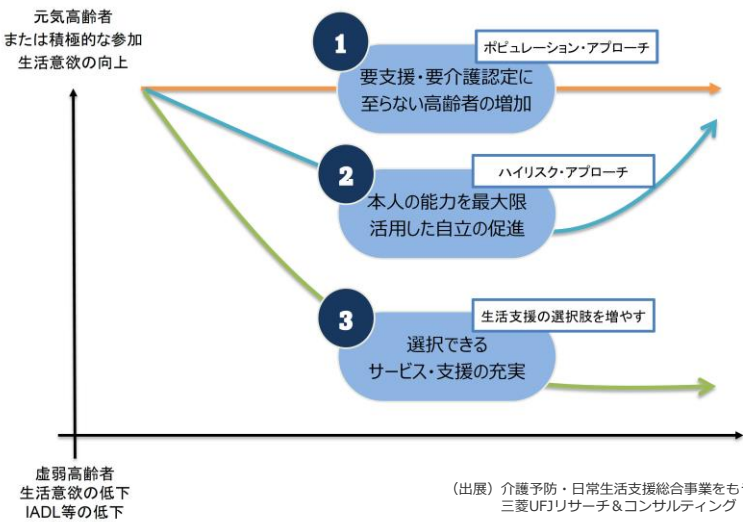 元気高齢者
または積極的な参加
生活意欲の向上
1
ポピュレーション・アプローチ
要支援・要介護認定に
至らない高齢者の増加
2
ハイリスク・アプローチ
本人の能力を最大限
活用した自立の促進
3
生活支援の選択肢を増やす
選択できる
サービス・支援の充実
虚弱高齢者
生活意欲の低下
IADL等の低下
（出展）介護予防・日常生活支援総合事業をも
三菱UFJリサーチ＆コンサルティング